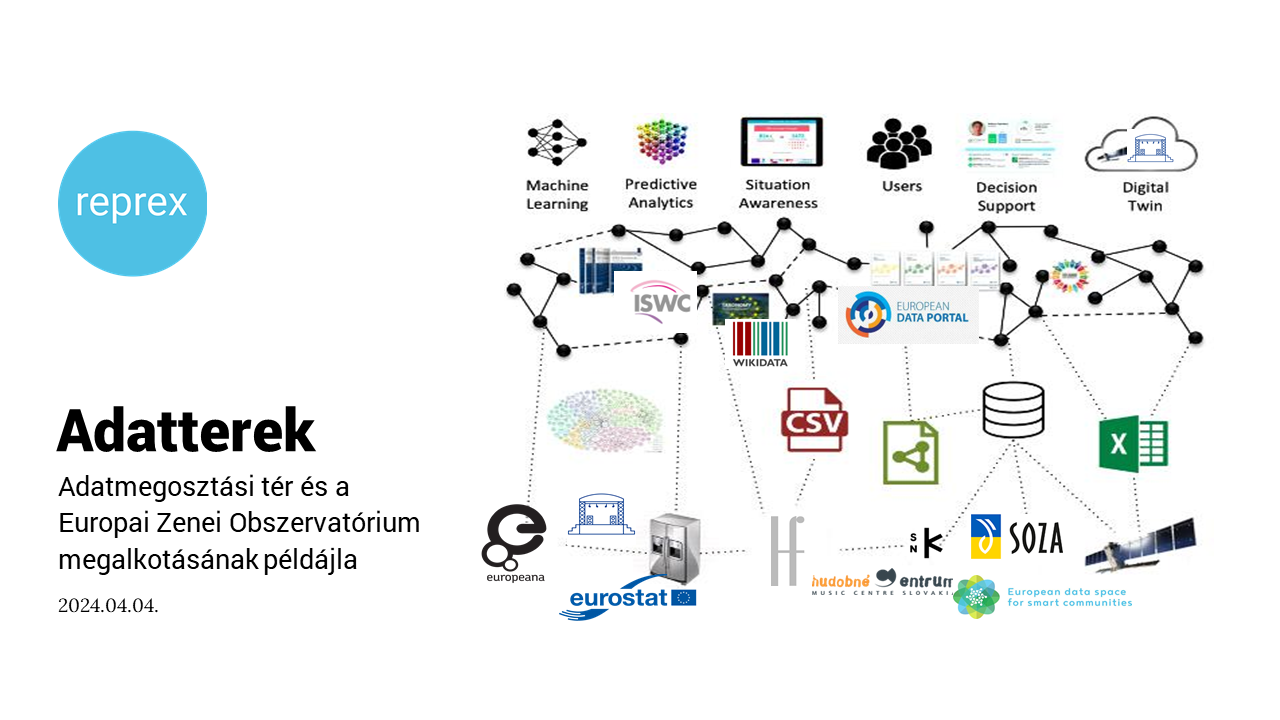 reprex
Adatterek
Adatmegosztási tér és a
Europai Zenei Obszervatórium
megalkotásának példájla
2024.04.04.
Machine
Learning
Predictive
Analytics
Situation
Awareness
Users
Decision
Support
Digital
Twin
ISWC
WIKIDATA
EUROPEAN
DATA PORTAL
CSV
X
europeana
eurostat
Hf
SNK
SOZA
hudobné centrum
MUSIC CENTRE SLOVAKIA
European data space
for smart communities